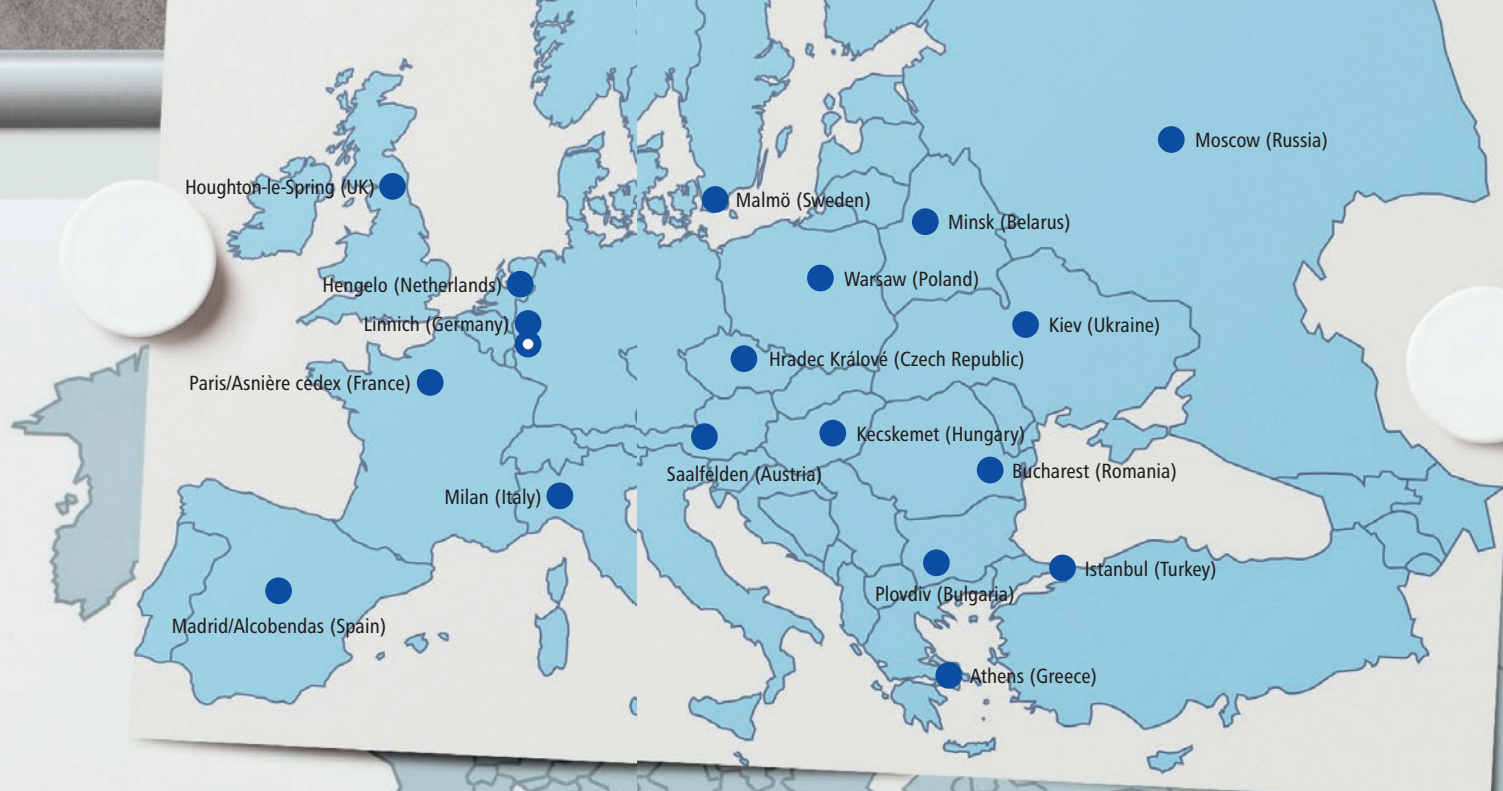 Moscow (Russia)
Houghton-le-Spring (UK)
Malmö (Sweden)
Minsk (Belarus)
Warsaw (Poland)
Hengelo (Netherlands)
Linnich (Germany)
Kiev (Ukraine)
Hradec Králové (Czech Republic)
Paris/Asnière cedex (France)
Kecskemet (Hungary)
Saalfelden (Austria)
Bucharest (Romania)
Milan (Italy)
Istanbul (Turkey)
Plovdiv (Bulgaria)
Madrid/Alcobendas (Spain)
Athens (Greece)